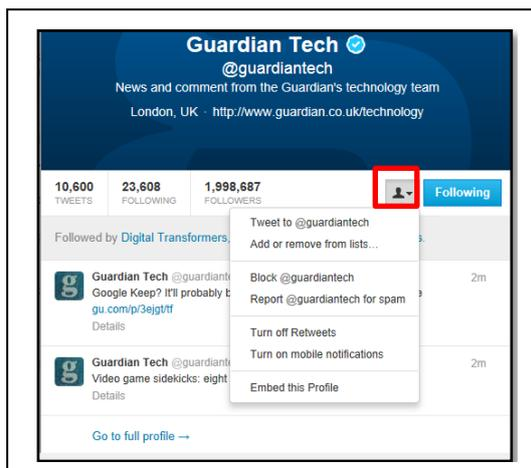 Guardian Tech
@guardiantech
News and comment from the Guardian's technology team
London, UK · http://www.guardian.co.uk/technology
10,600 23,608 1,998,687
TWEETS FOLLOWING FOLLOWERS
Following
Tweet to @guardiantech
Add or remove from lists…
Block @guardiantech
Report @guardiantech for spam
Turn off Retweets
Turn on mobile notifications
Embed this Profile
Followed by Digital Transformers,
g
Guardian Tech 2m
Google Keep? It'll probably
gu.com/p/3ejgt/tf
Details
g
Guardian Tech 2m
Video game sidekicks: eight
Details
Go to full profile →